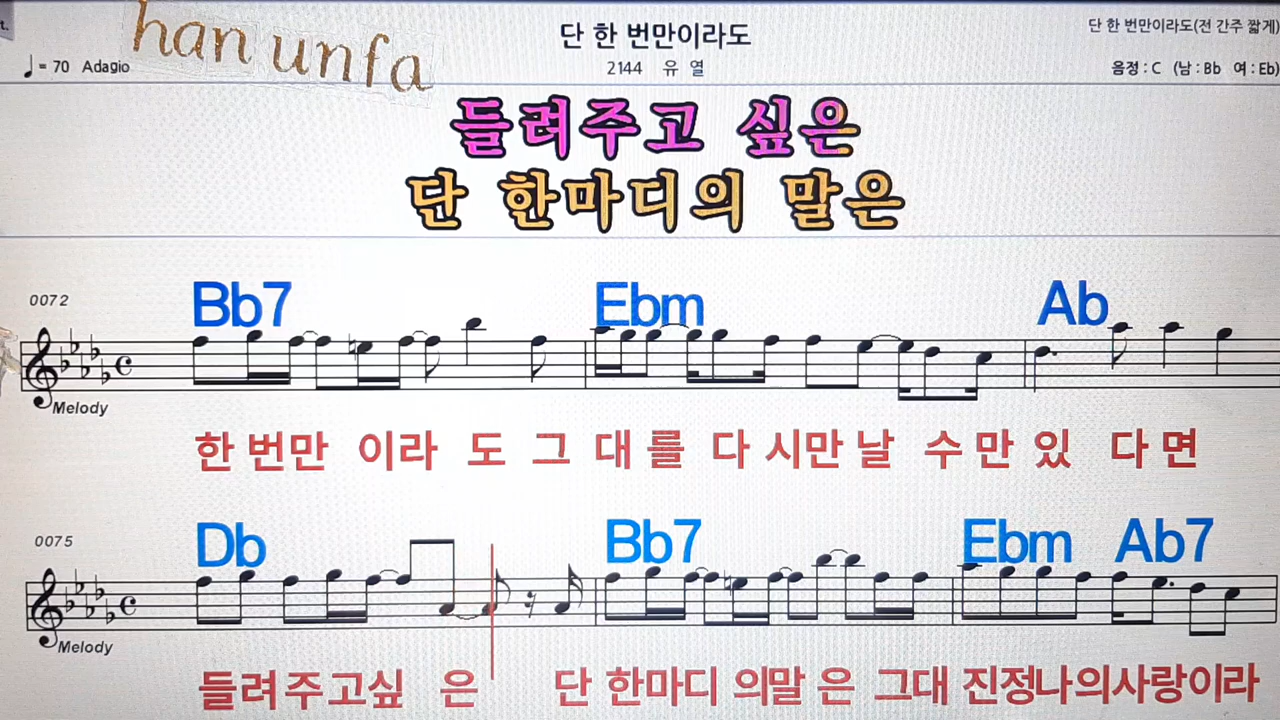 t.
han unfa
단 한 번만이라도
단 한 번만이라도(전 간주 짧게)
♩= 70 Adagio
2144 유 열
음정 : C (남 : Bb 여 : Eb)
들려주고 싶은
단 한마디의 말은
0072
Bb7 Ebm Ab
Melody
한 번만 이라 도 그 대 를 다 시만 날 수 만 있 다 면
0075
Db Bb7 Ebm Ab7
Melody
들려주고싶 은 단 한마디 의말 은 그대 진정나의사랑이라